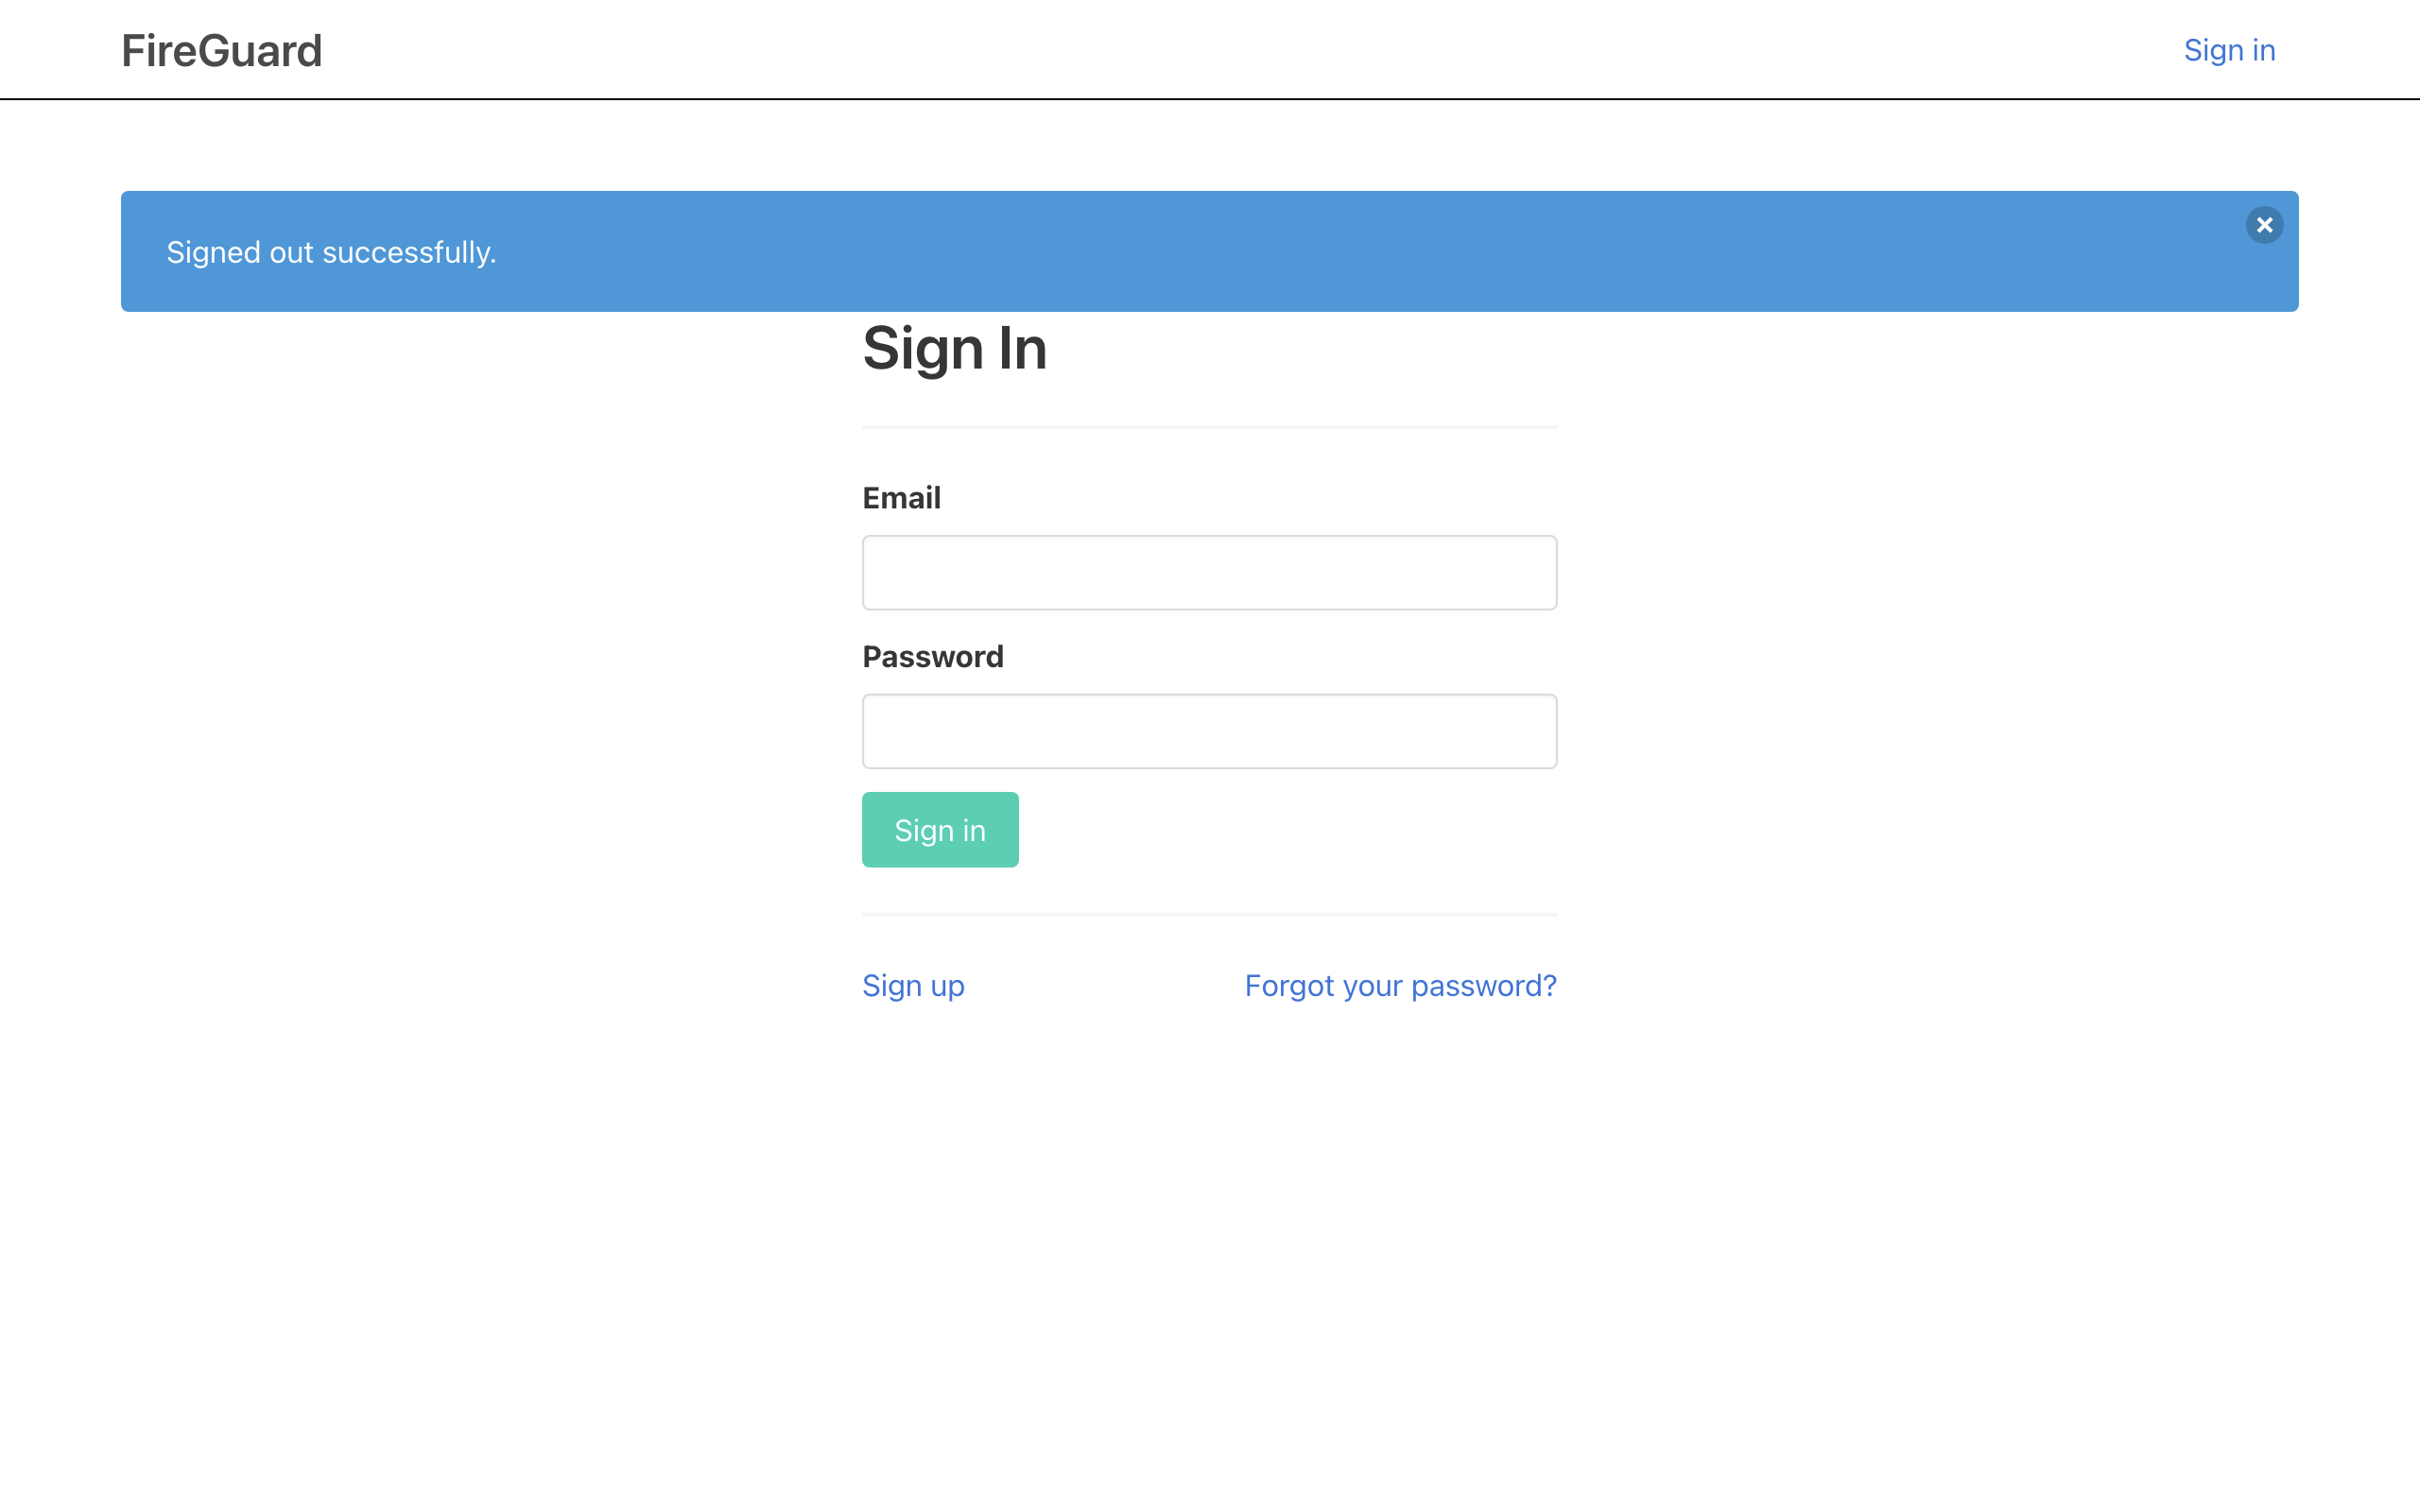 FireGuard
Sign in
Signed out successfully.
Sign In
Email
Password
Sign in
Sign up
Forgot your password?